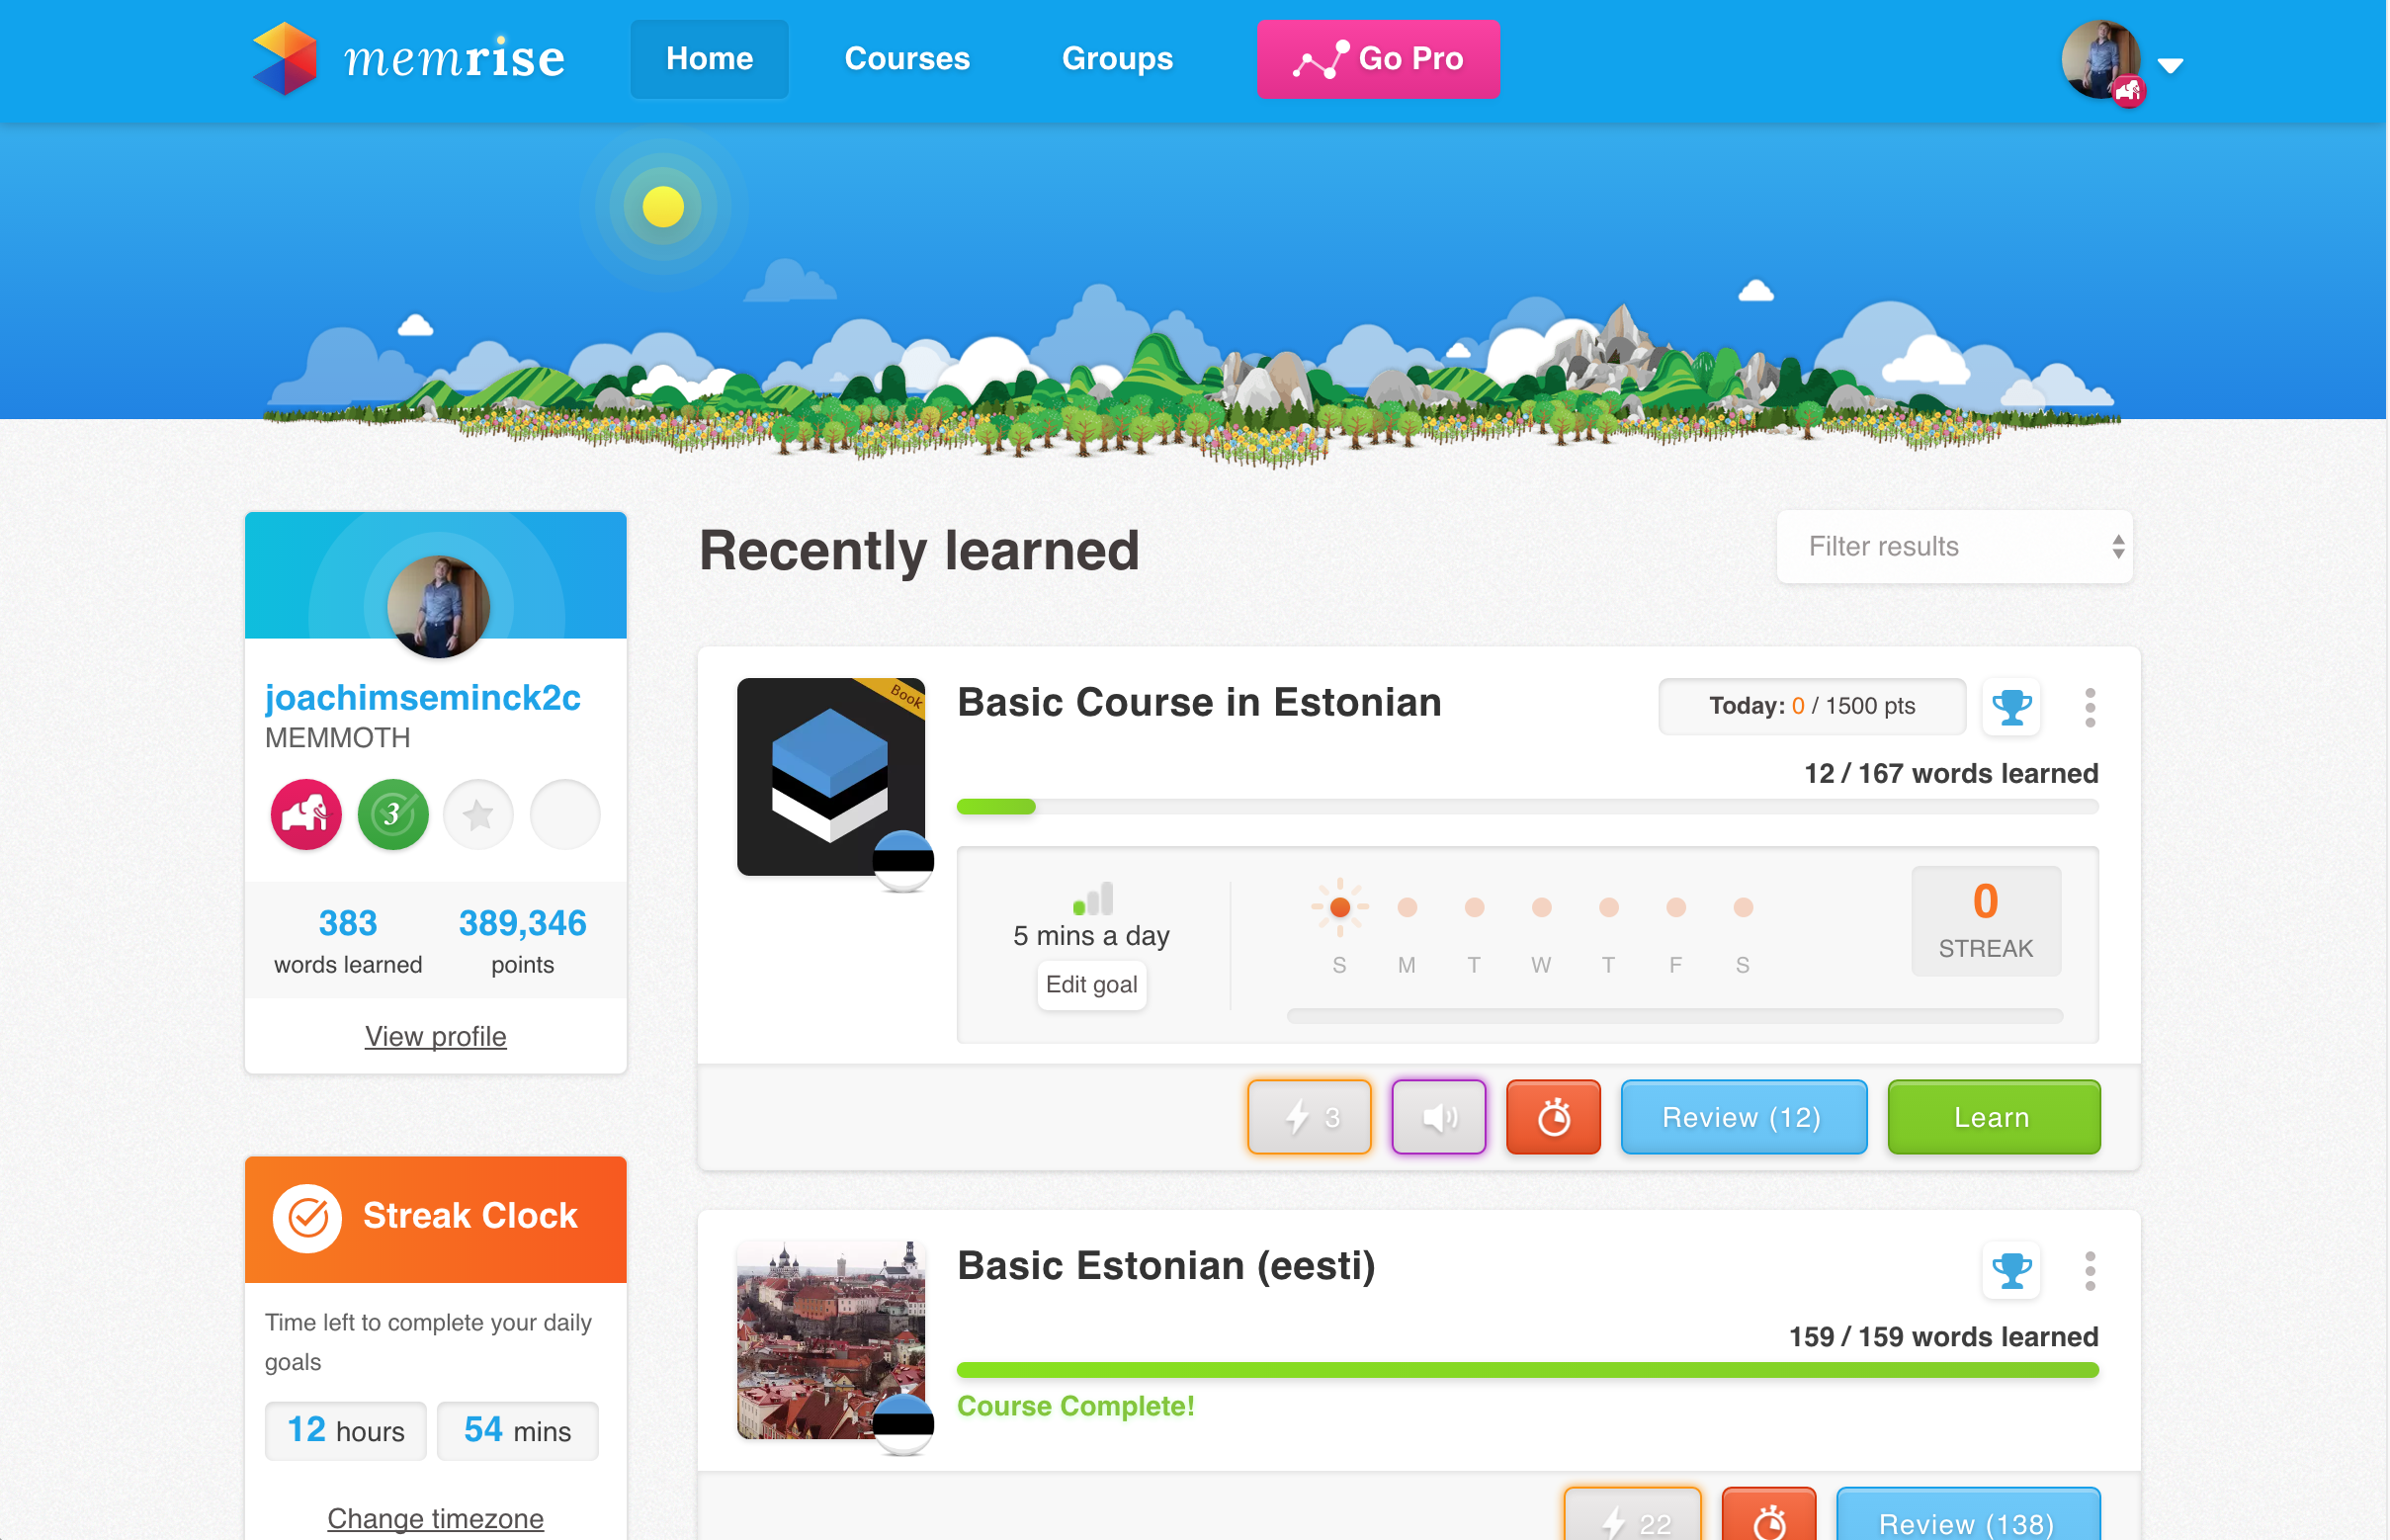 memrise
Home
Courses
Groups
Go Pro
joachimseminck2c
MEMMOTH
3
383
words learned
389,346
points
View profile
Streak Clock
Time left to complete your daily
goals
12 hours
54 mins
Change timezone
Recently learned
Filter results
Book
Basic Course in Estonian
Today: 0 / 1500 pts
12 / 167 words learned
5 mins a day
Edit goal
S M T W T F S
0
STREAK
3
Review (12)
Learn
Basic Estonian (eesti)
159 / 159 words learned
Course Complete!
22
Review (138)